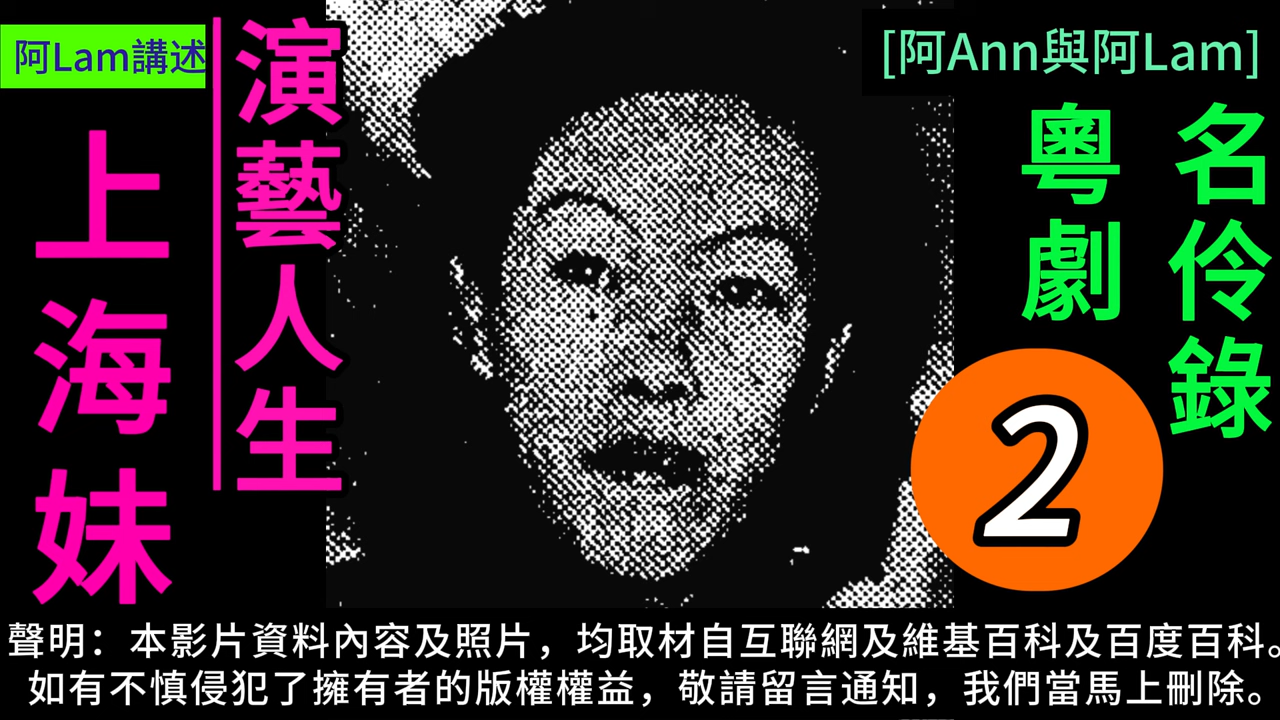 阿Lam講述
演藝人生
上海妹
[阿Ann與阿Lam]
名伶錄
粵劇
2
聲明：本影片資料內容及照片，均取材自互聯網及維基百科及百度百科。
如有不慎侵犯了擁有者的版權權益，敬請留言通知，我們當馬上刪除。